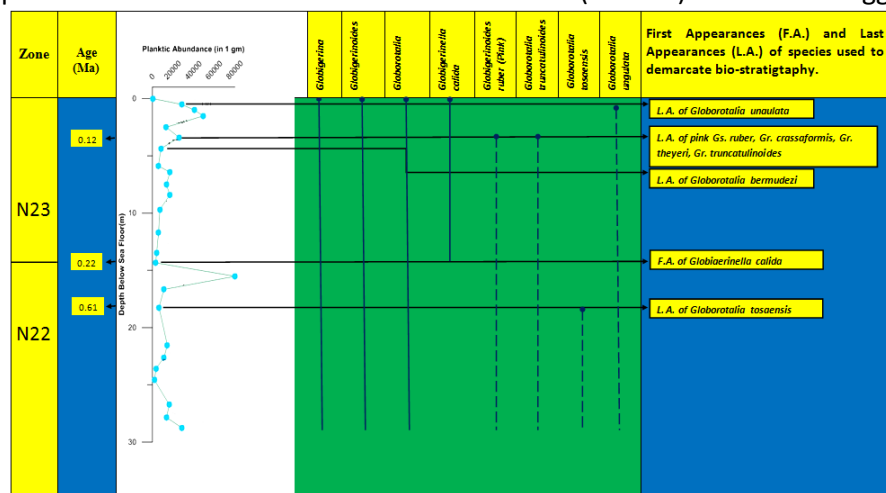 Zone
Age
(Ma)
Planktic Abundance (in 1 gm)
0
20000
40000
60000
80000
Globigerina
Globigerinoides
Globorotalia
Globigerinella
calida
Globigerinoides
ruber (Pink)
Globigerinoides
truncatulinoides
Globorotalia
tosaensis
Globorotalia
ungulata
First Appearances (F.A.) and Last
Appearances (L.A.) of species used to
demarcate bio-stratigtaphy.
N23
N22
0.12
0.22
0.61
Depth Below Sea Floor(m)
0
10
20
30
L.A. of Globorotalia unaulata
L.A. of pink Gs. ruber, Gr. crassaformis, Gr.
theyeri, Gr. truncatulinoides
L.A. of Globorotalia bermudezi
F.A. of Globiaerinella calida
L.A. of Globorotalia tosaensis